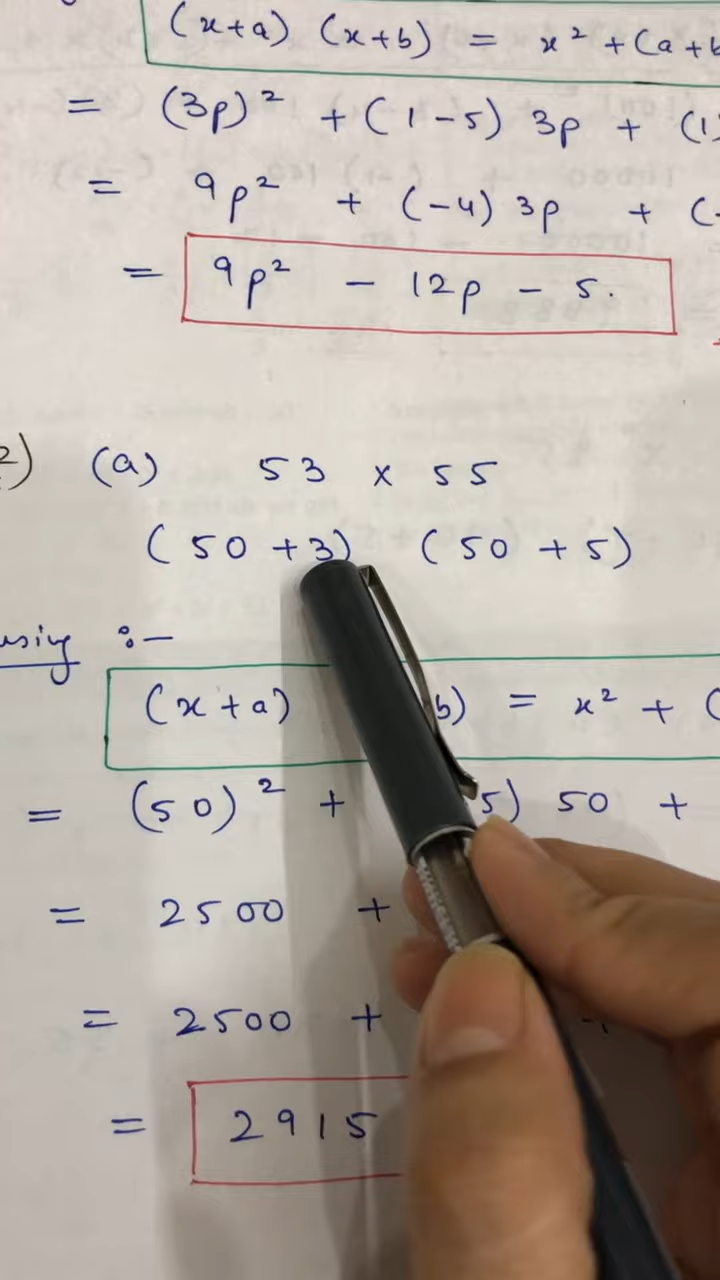 (x+a) (x+b) = x² + (a+b
= (3p)² + (1-5) 3p + (1)
= 9p² + (-4) 3p + (-
= 9p² - 12p - 5.
2) (a) 53 x 55
(50 +3) (50 +5)
using :-
(x+a) b) = x² + (
= (50)² + 5) 50 +
= 2500 +
= 2500 +
= 2915